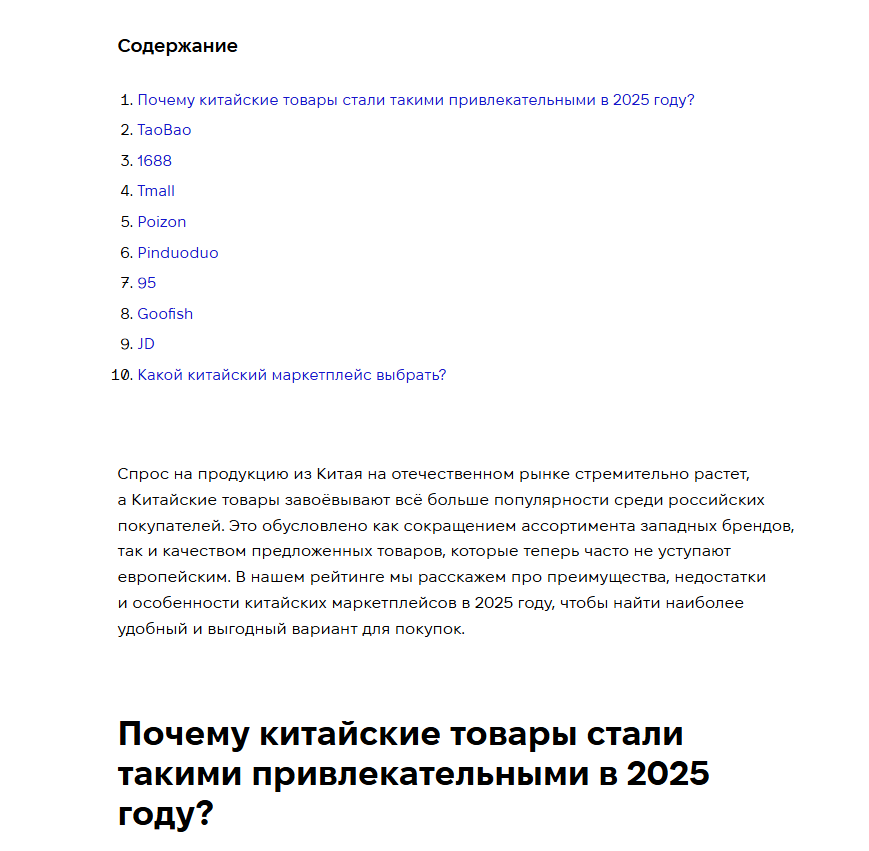 Содержание
1. Почему китайские товары стали такими привлекательными в 2025 году?
2. TaoBao
3. 1688
4. Tmall
5. Poizon
6. Pinduoduo
7. 95
8. Goofish
9. JD
10. Какой китайский маркетплейс выбрать?
Спрос на продукцию из Китая на отечественном рынке стремительно растет,
а Китайские товары завоёвывают всё больше популярности среди российских
покупателей. Это обусловлено как сокращением ассортимента западных брендов,
так и качеством предложенных товаров, которые теперь часто не уступают
европейским. В нашем рейтинге мы расскажем про преимущества, недостатки
и особенности китайских маркетплейсов в 2025 году, чтобы найти наиболее
удобный и выгодный вариант для покупок.
Почему китайские товары стали
такими привлекательными в 2025
году?